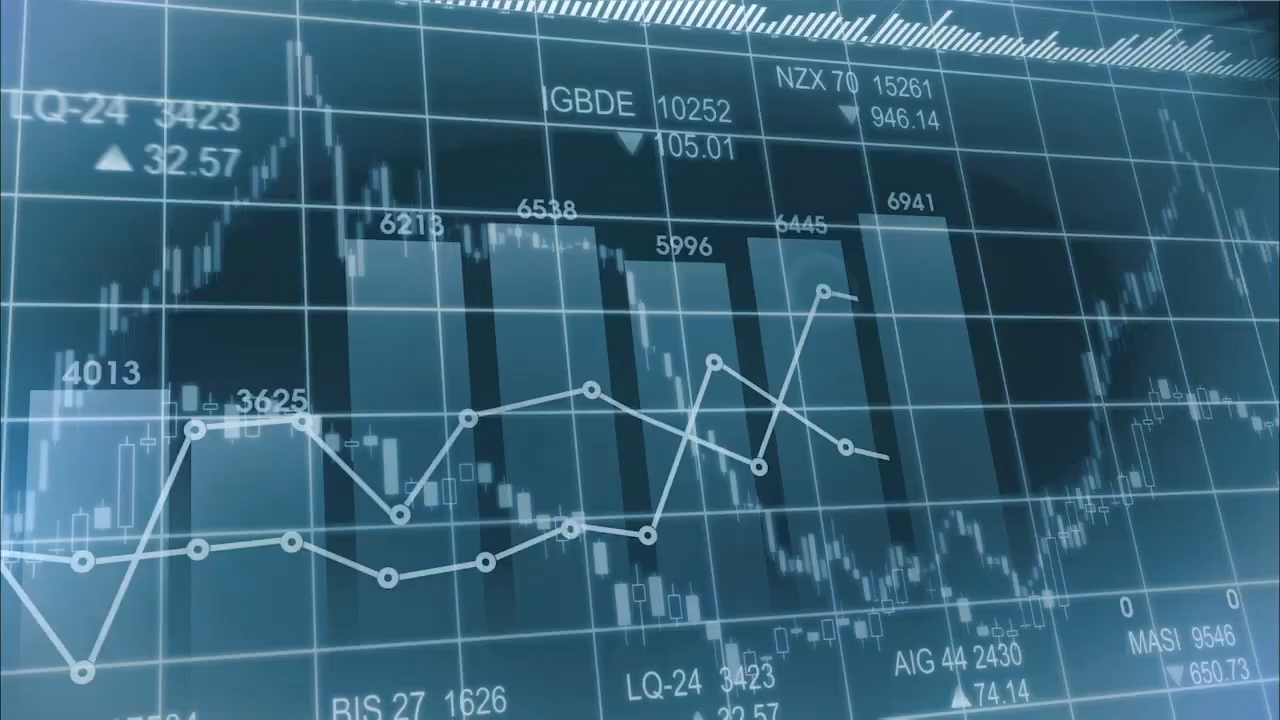 LQ-24 3423
▲ 32.57
IGBDE 10252
▼ 105.01
NZX 70 15261
▼ 946.14
4013
3625
6213
6538
5996
6445
6941
0 0
BIS 27 1626
LQ-24 3423
32.57
AIG 44 2430
▲ 74.14
MASI 9546
▼ 650.73